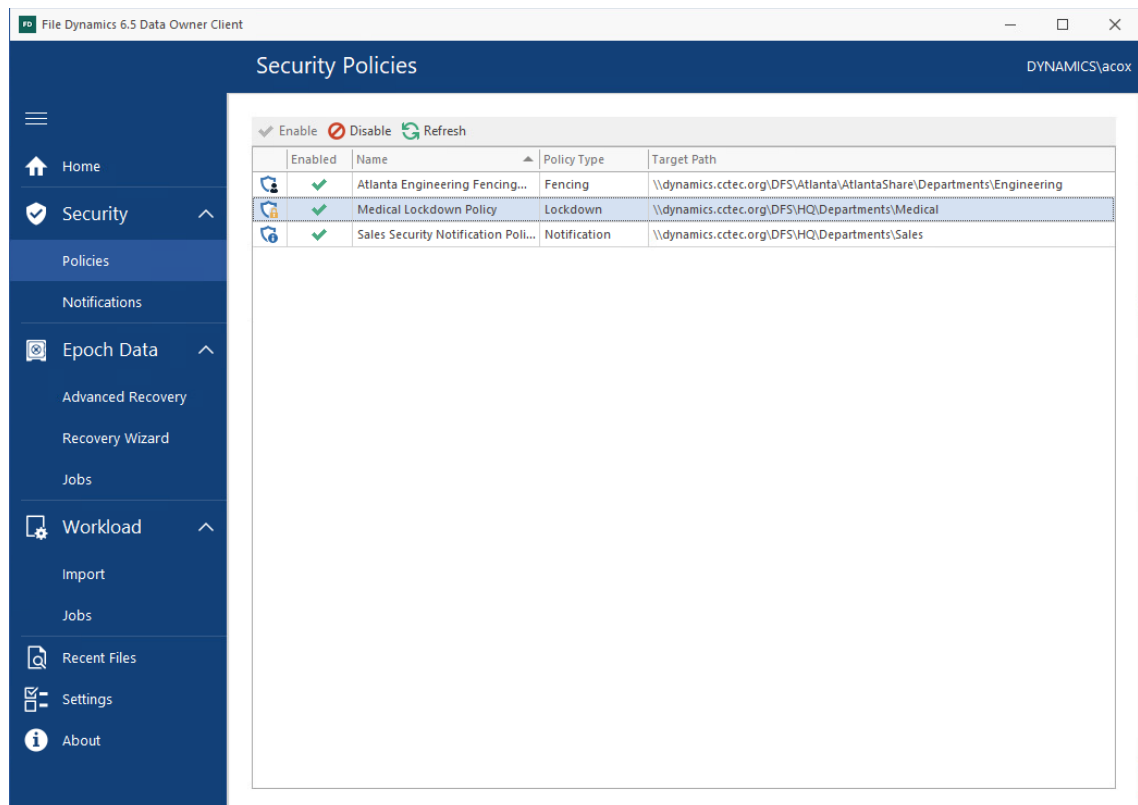 FD File Dynamics 6.5 Data Owner Client
Security Policies
DYNAMICS\acox
Home
Security
Policies
Notifications
Epoch Data
Advanced Recovery
Recovery Wizard
Jobs
Workload
Import
Jobs
Recent Files
Settings
About
Enable Disable Refresh
Enabled Name Policy Type Target Path
Atlanta Engineering Fencing... Fencing \\dynamics.cctec.org\DFS\Atlanta\AtlantaShare\Departments\Engineering
Medical Lockdown Policy Lockdown \\dynamics.cctec.org\DFS\HQ\Departments\Medical
Sales Security Notification Poli... Notification \\dynamics.cctec.org\DFS\HQ\Departments\Sales